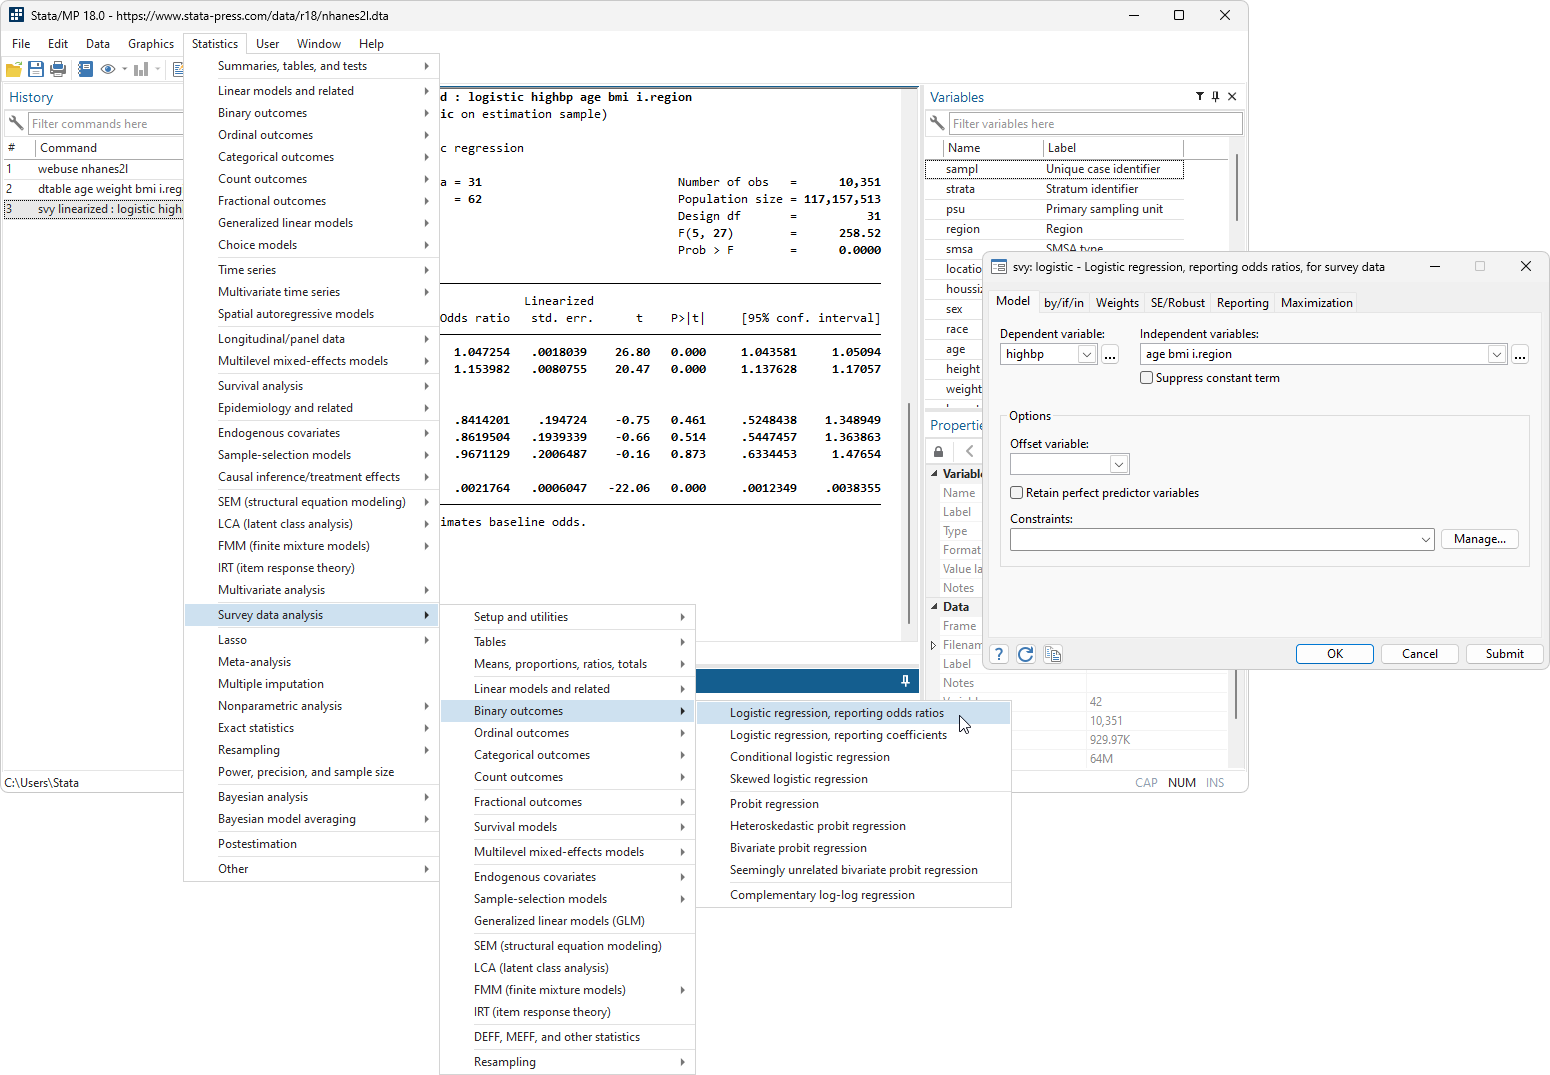 Stata/MP 18.0 - https://www.stata-press.com/data/r18/nhanes2l.dta
File Edit Data Graphics Statistics User Window Help
History
Filter commands here
# Command
1 webuse nhanes2l
2 dtable age weight bmi i.reg
3 svy linearized : logistic high
C:\Users\Stata
Summaries, tables, and tests
Linear models and related
Binary outcomes
Ordinal outcomes
Categorical outcomes
Count outcomes
Fractional outcomes
Generalized linear models
Choice models
Time series
Multivariate time series
Spatial autoregressive models
Longitudinal/panel data
Multilevel mixed-effects models
Survival analysis
Epidemiology and related
Endogenous covariates
Sample-selection models
Causal inference/treatment effects
SEM (structural equation modeling)
LCA (latent class analysis)
FMM (finite mixture models)
IRT (item response theory)
Multivariate analysis
Survey data analysis
Lasso
Meta-analysis
Multiple imputation
Nonparametric analysis
Exact statistics
Resampling
Power, precision, and sample size
Bayesian analysis
Bayesian model averaging
Postestimation
Other
d : logistic highbp age bmi i.region
ic on estimation sample)
c regression
a = 31 Number of obs = 10,351
= 62 Population size = 117,157,513
Design df = 31
F(5, 27) = 258.52
Prob > F = 0.0000
Linearized
Odds ratio std. err. t P>|t| [95% conf. interval]
1.047254 .0018039 26.80 0.000 1.043581 1.05094
1.153982 .0080755 20.47 0.000 1.137628 1.17057
.8414201 .194724 -0.75 0.461 .5248438 1.348949
.8619504 .1939339 -0.66 0.514 .5447457 1.363863
.9671129 .2006487 -0.16 0.873 .6334453 1.47654
.0021764 .0006047 -22.06 0.000 .0012349 .0038355
imates baseline odds.
Setup and utilities
Tables
Means, proportions, ratios, totals
Linear models and related
Binary outcomes
Ordinal outcomes
Categorical outcomes
Count outcomes
Fractional outcomes
Survival models
Multilevel mixed-effects models
Endogenous covariates
Sample-selection models
Generalized linear models (GLM)
SEM (structural equation modeling)
LCA (latent class analysis)
FMM (finite mixture models)
IRT (item response theory)
DEFF, MEFF, and other statistics
Resampling
Logistic regression, reporting odds ratios
Logistic regression, reporting coefficients
Conditional logistic regression
Skewed logistic regression
Probit regression
Heteroskedastic probit regression
Bivariate probit regression
Seemingly unrelated bivariate probit regression
Complementary log-log regression
Variables
Filter variables here
Name Label
sampl Unique case identifier
strata Stratum identifier
psu Primary sampling unit
region Region
smsa SMSA type
locatio
houssiz
sex
race
age
height
weight
Propertie
Variabl
Name
Label
Type
Format
Value la
Notes
Data
Frame
Filenam
Label
Notes
42
10,351
929.97K
64M
CAP NUM INS
svy: logistic - Logistic regression, reporting odds ratios, for survey data
Model by/if/in Weights SE/Robust Reporting Maximization
Dependent variable: Independent variables:
highbp ... age bmi i.region ...
Suppress constant term
Options
Offset variable:
Retain perfect predictor variables
Constraints:
Manage...
? OK Cancel Submit